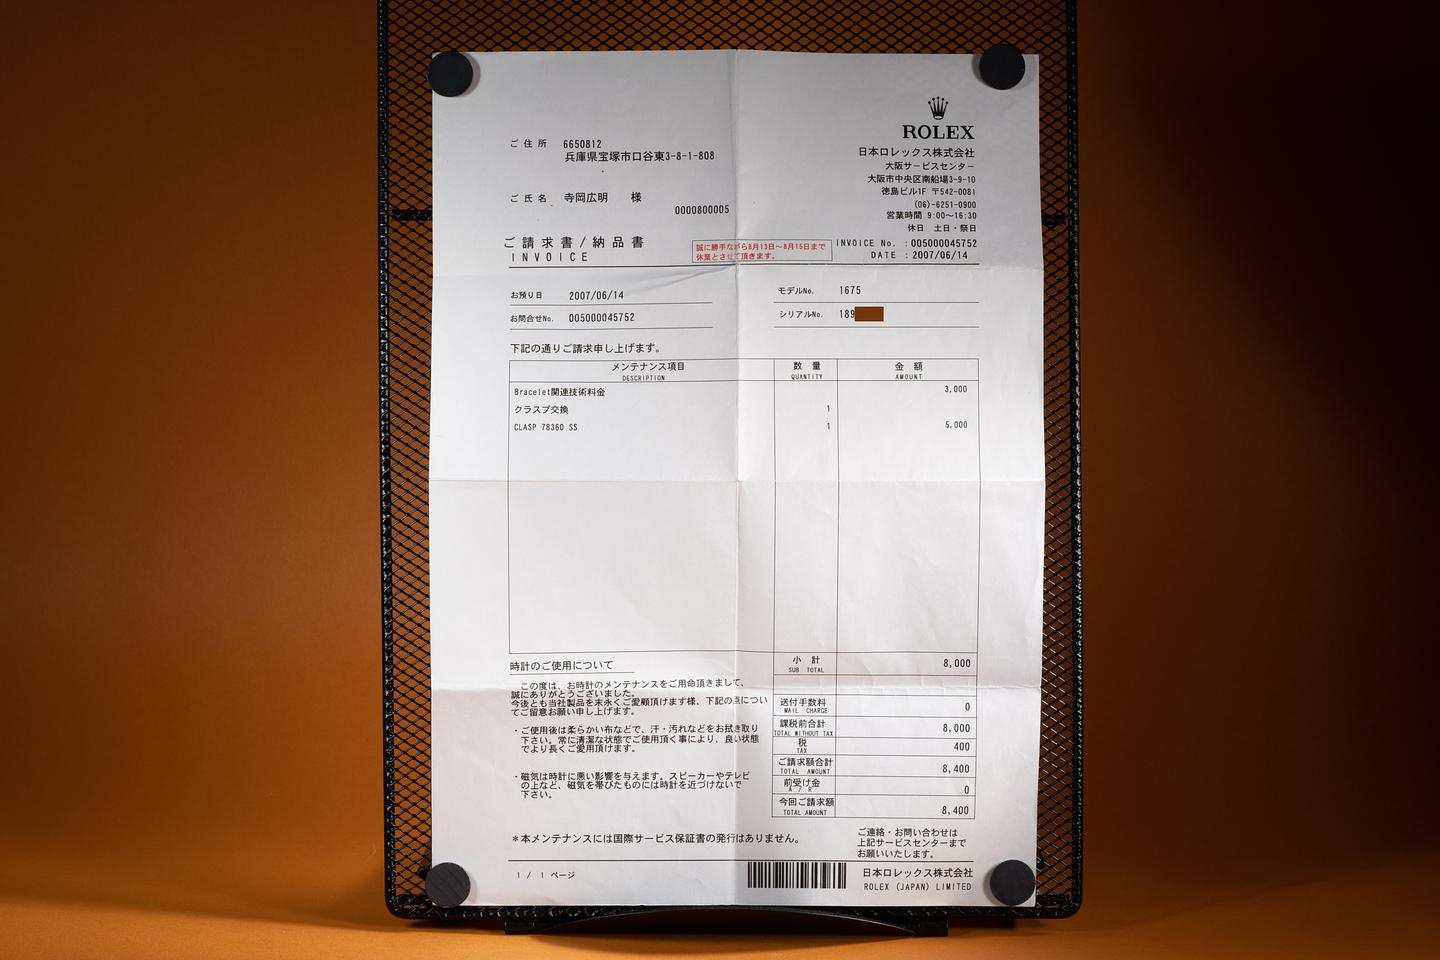 ROLEX
日本ロレックス株式会社
大阪サービスセンター
大阪市中央区南船場3-9-10
徳島ビル1F 〒542-0081
(06)-6251-0900
営業時間 9:00〜16:30
休日 土日・祭日
ご住所 6650812
兵庫県宝塚市口谷東3-8-1-808
ご氏名 寺岡広明 様
0000800005
ご請求書/納品書
INVOICE
誠に勝手ながら8月13日〜8月15日まで
休業とさせて頂きます。
INVOICE No. : 005000045752
DATE : 2007/06/14
お預り日 2007/06/14
お問合せNo. 005000045752
モデルNo. 1675
シリアルNo. 189
下記の通りご請求申し上げます。
メンテナンス項目 数量 金額
DESCRIPTION QUANTITY AMOUNT
Bracelet関連技術料金 3,000
クラスプ交換 1
CLASP 78360 SS 1 5,000
小計 8,000
SUB TOTAL
送付手数料 0
MAIL CHARGE
課税前合計 8,000
TOTAL WITHOUT TAX
税 400
TAX
ご請求額合計 8,400
TOTAL AMOUNT
前受け金 0
A / R
今回ご請求額 8,400
TOTAL AMOUNT
時計のご使用について
この度は、お時計のメンテナンスをご用命頂きまして、
誠にありがとうございました。
今後とも当社製品を末永くご愛顧頂けます様、下記の点につい
てご留意お願い申し上げます。
・ご使用後は柔らかい布などで、汗・汚れなどをお拭き取り
下さい。常に清潔な状態でご使用頂く事により、良い状態
でより長くご愛用頂けます。
・磁気は時計に悪い影響を与えます。スピーカーやテレビ
の上など、磁気を帯びたものには時計を近づけないで
下さい。
＊本メンテナンスには国際サービス保証書の発行はありません。
ご連絡・お問い合わせは
上記サービスセンターまで
お願いいたします。
1 / 1 ページ
日本ロレックス株式会社
ROLEX (JAPAN) LIMITED